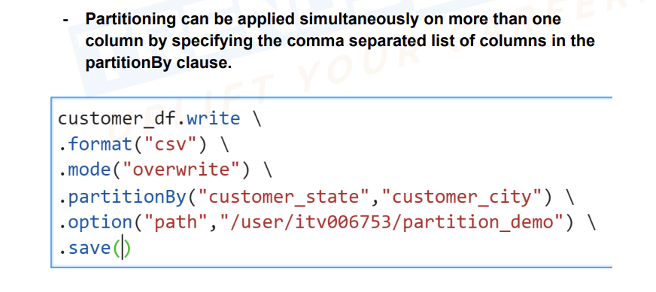 - Partitioning can be applied simultaneously on more than one
column by specifying the comma separated list of columns in the
partitionBy clause.
customer_df.write \
.format("csv") \
.mode("overwrite") \
.partitionBy("customer_state","customer_city") \
.option("path","/user/itv006753/partition_demo") \
.save()